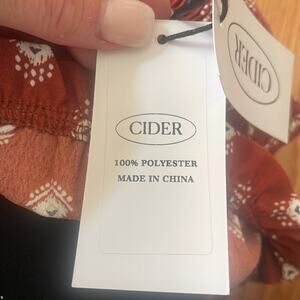 CIDER
100% POLYESTER
MADE IN CHINA
CIDER